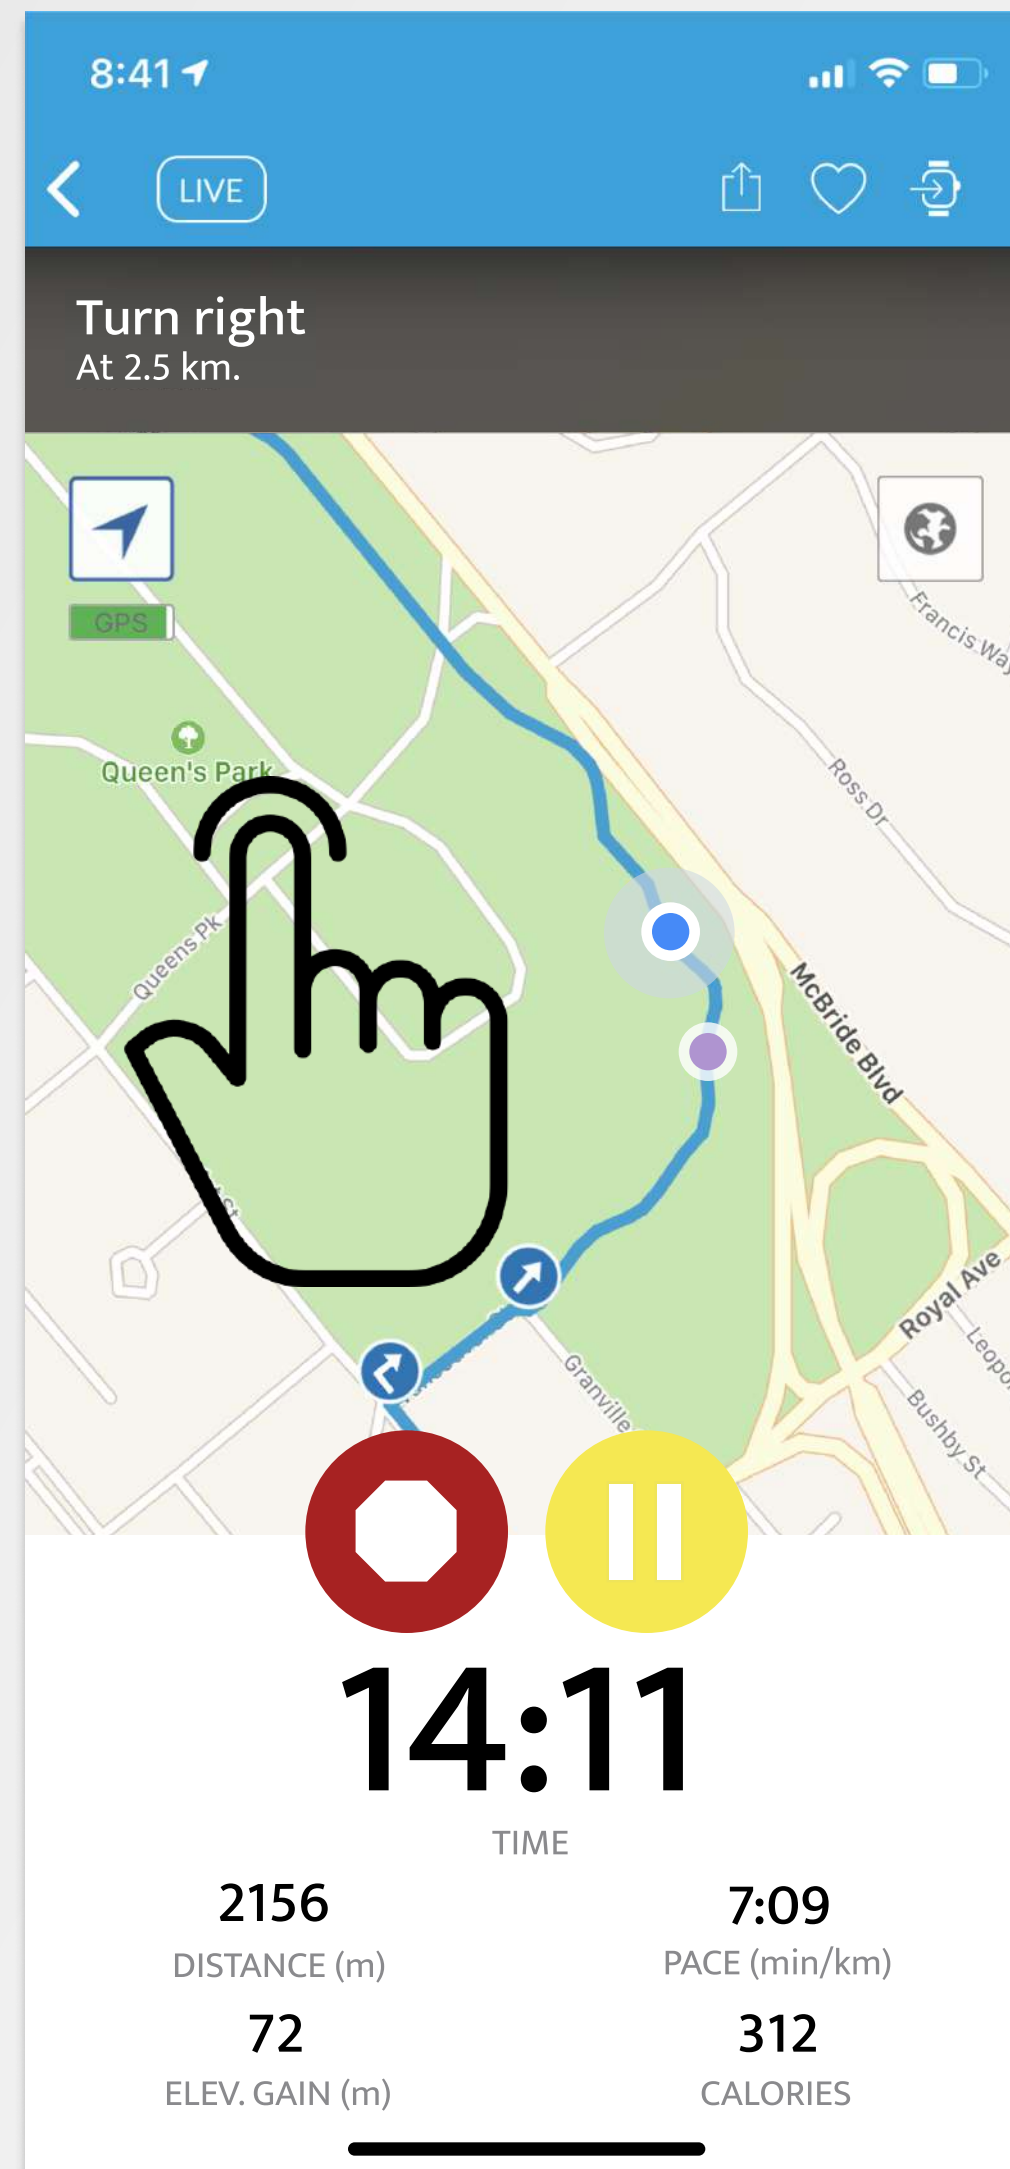 8:41
LIVE
Turn right
At 2.5 km.
GPS
Francis Way
Queen's Park
Ross Dr
Queens Pk
McBride Blvd
St
Royal Ave
Granville
Bushby St
14:11
TIME
2156
7:09
DISTANCE (m)
PACE (min/km)
72
312
ELEV. GAIN (m)
CALORIES